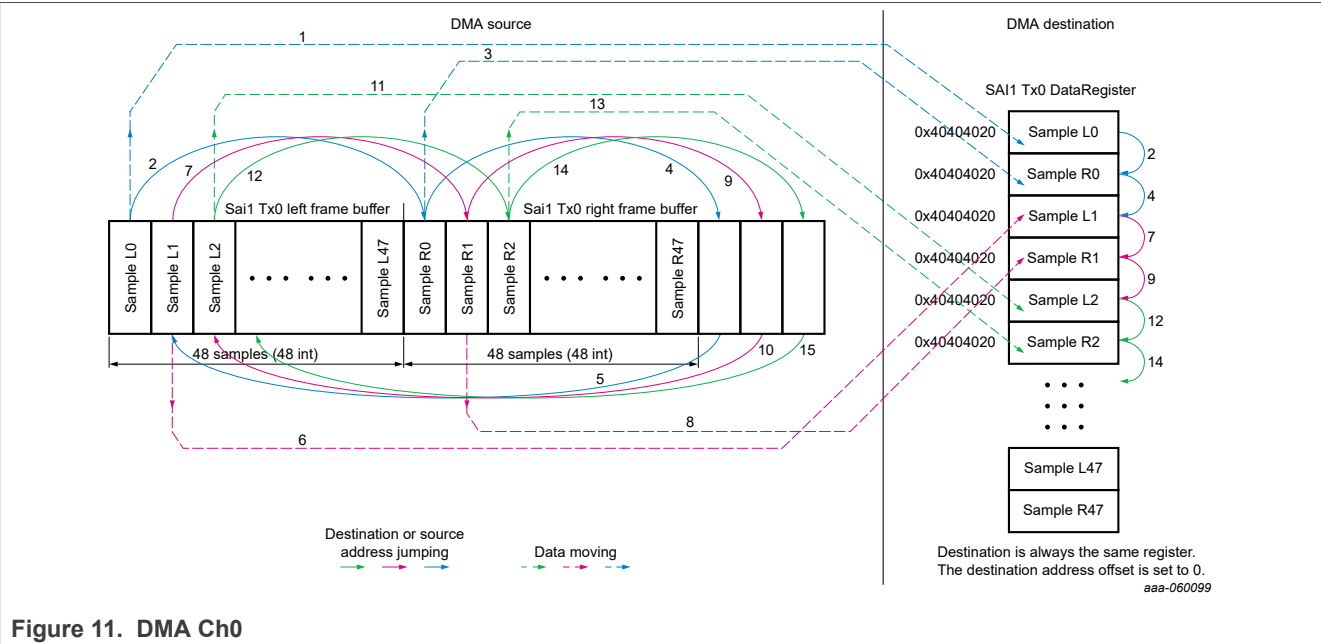 DMA source
DMA destination
1
3
11
13
SAI1 Tx0 DataRegister
2
7
12
14
4
9
Sai1 Tx0 left frame buffer
Sai1 Tx0 right frame buffer
Sample L0
Sample L1
Sample L2
• • • • • •
Sample L47
Sample R0
Sample R1
Sample R2
• • • • • •
Sample R47
48 samples (48 int)
48 samples (48 int)
10
15
5
8
6
0x40404020
Sample L0
2
0x40404020
Sample R0
4
0x40404020
Sample L1
7
0x40404020
Sample R1
9
0x40404020
Sample L2
12
0x40404020
Sample R2
14
Sample L47
Sample R47
Destination or source
address jumping
Data moving
Destination is always the same register.
The destination address offset is set to 0.
aaa-060099
Figure 11. DMA Ch0